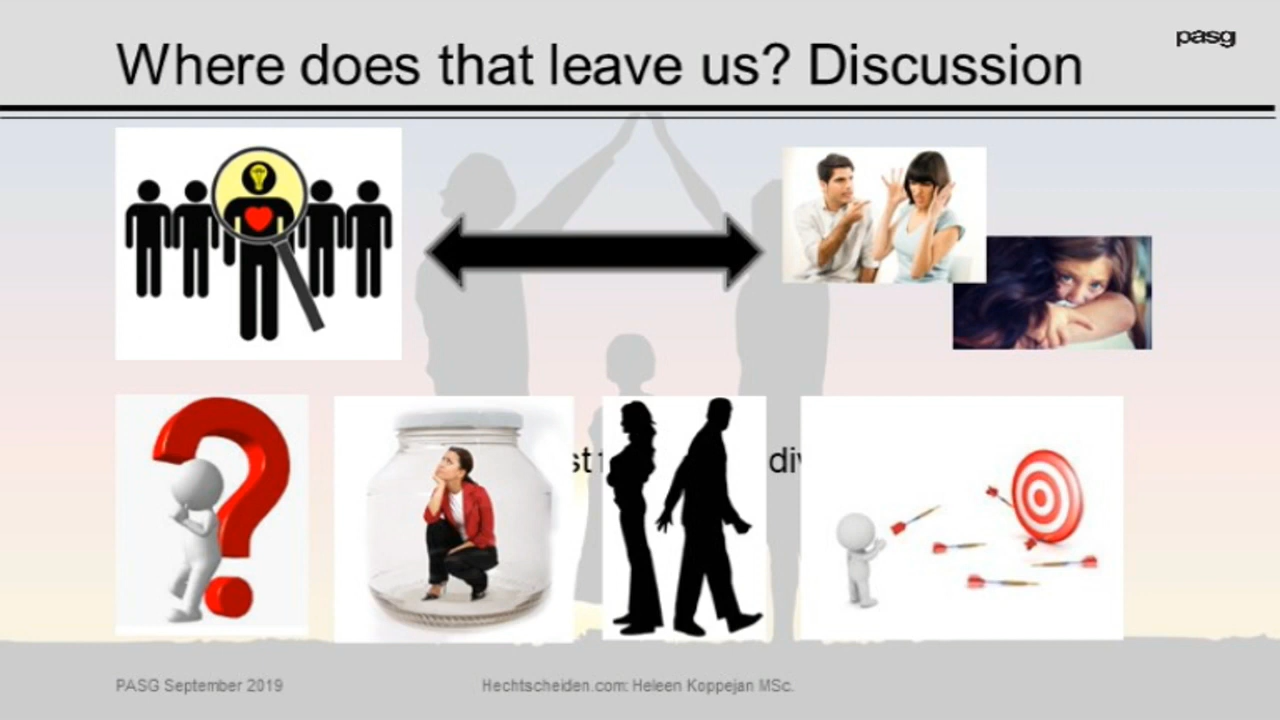 Where does that leave us? Discussion
pasg
PASG September 2019
Hechtscheiden.com: Heleen Koppejan MSc.